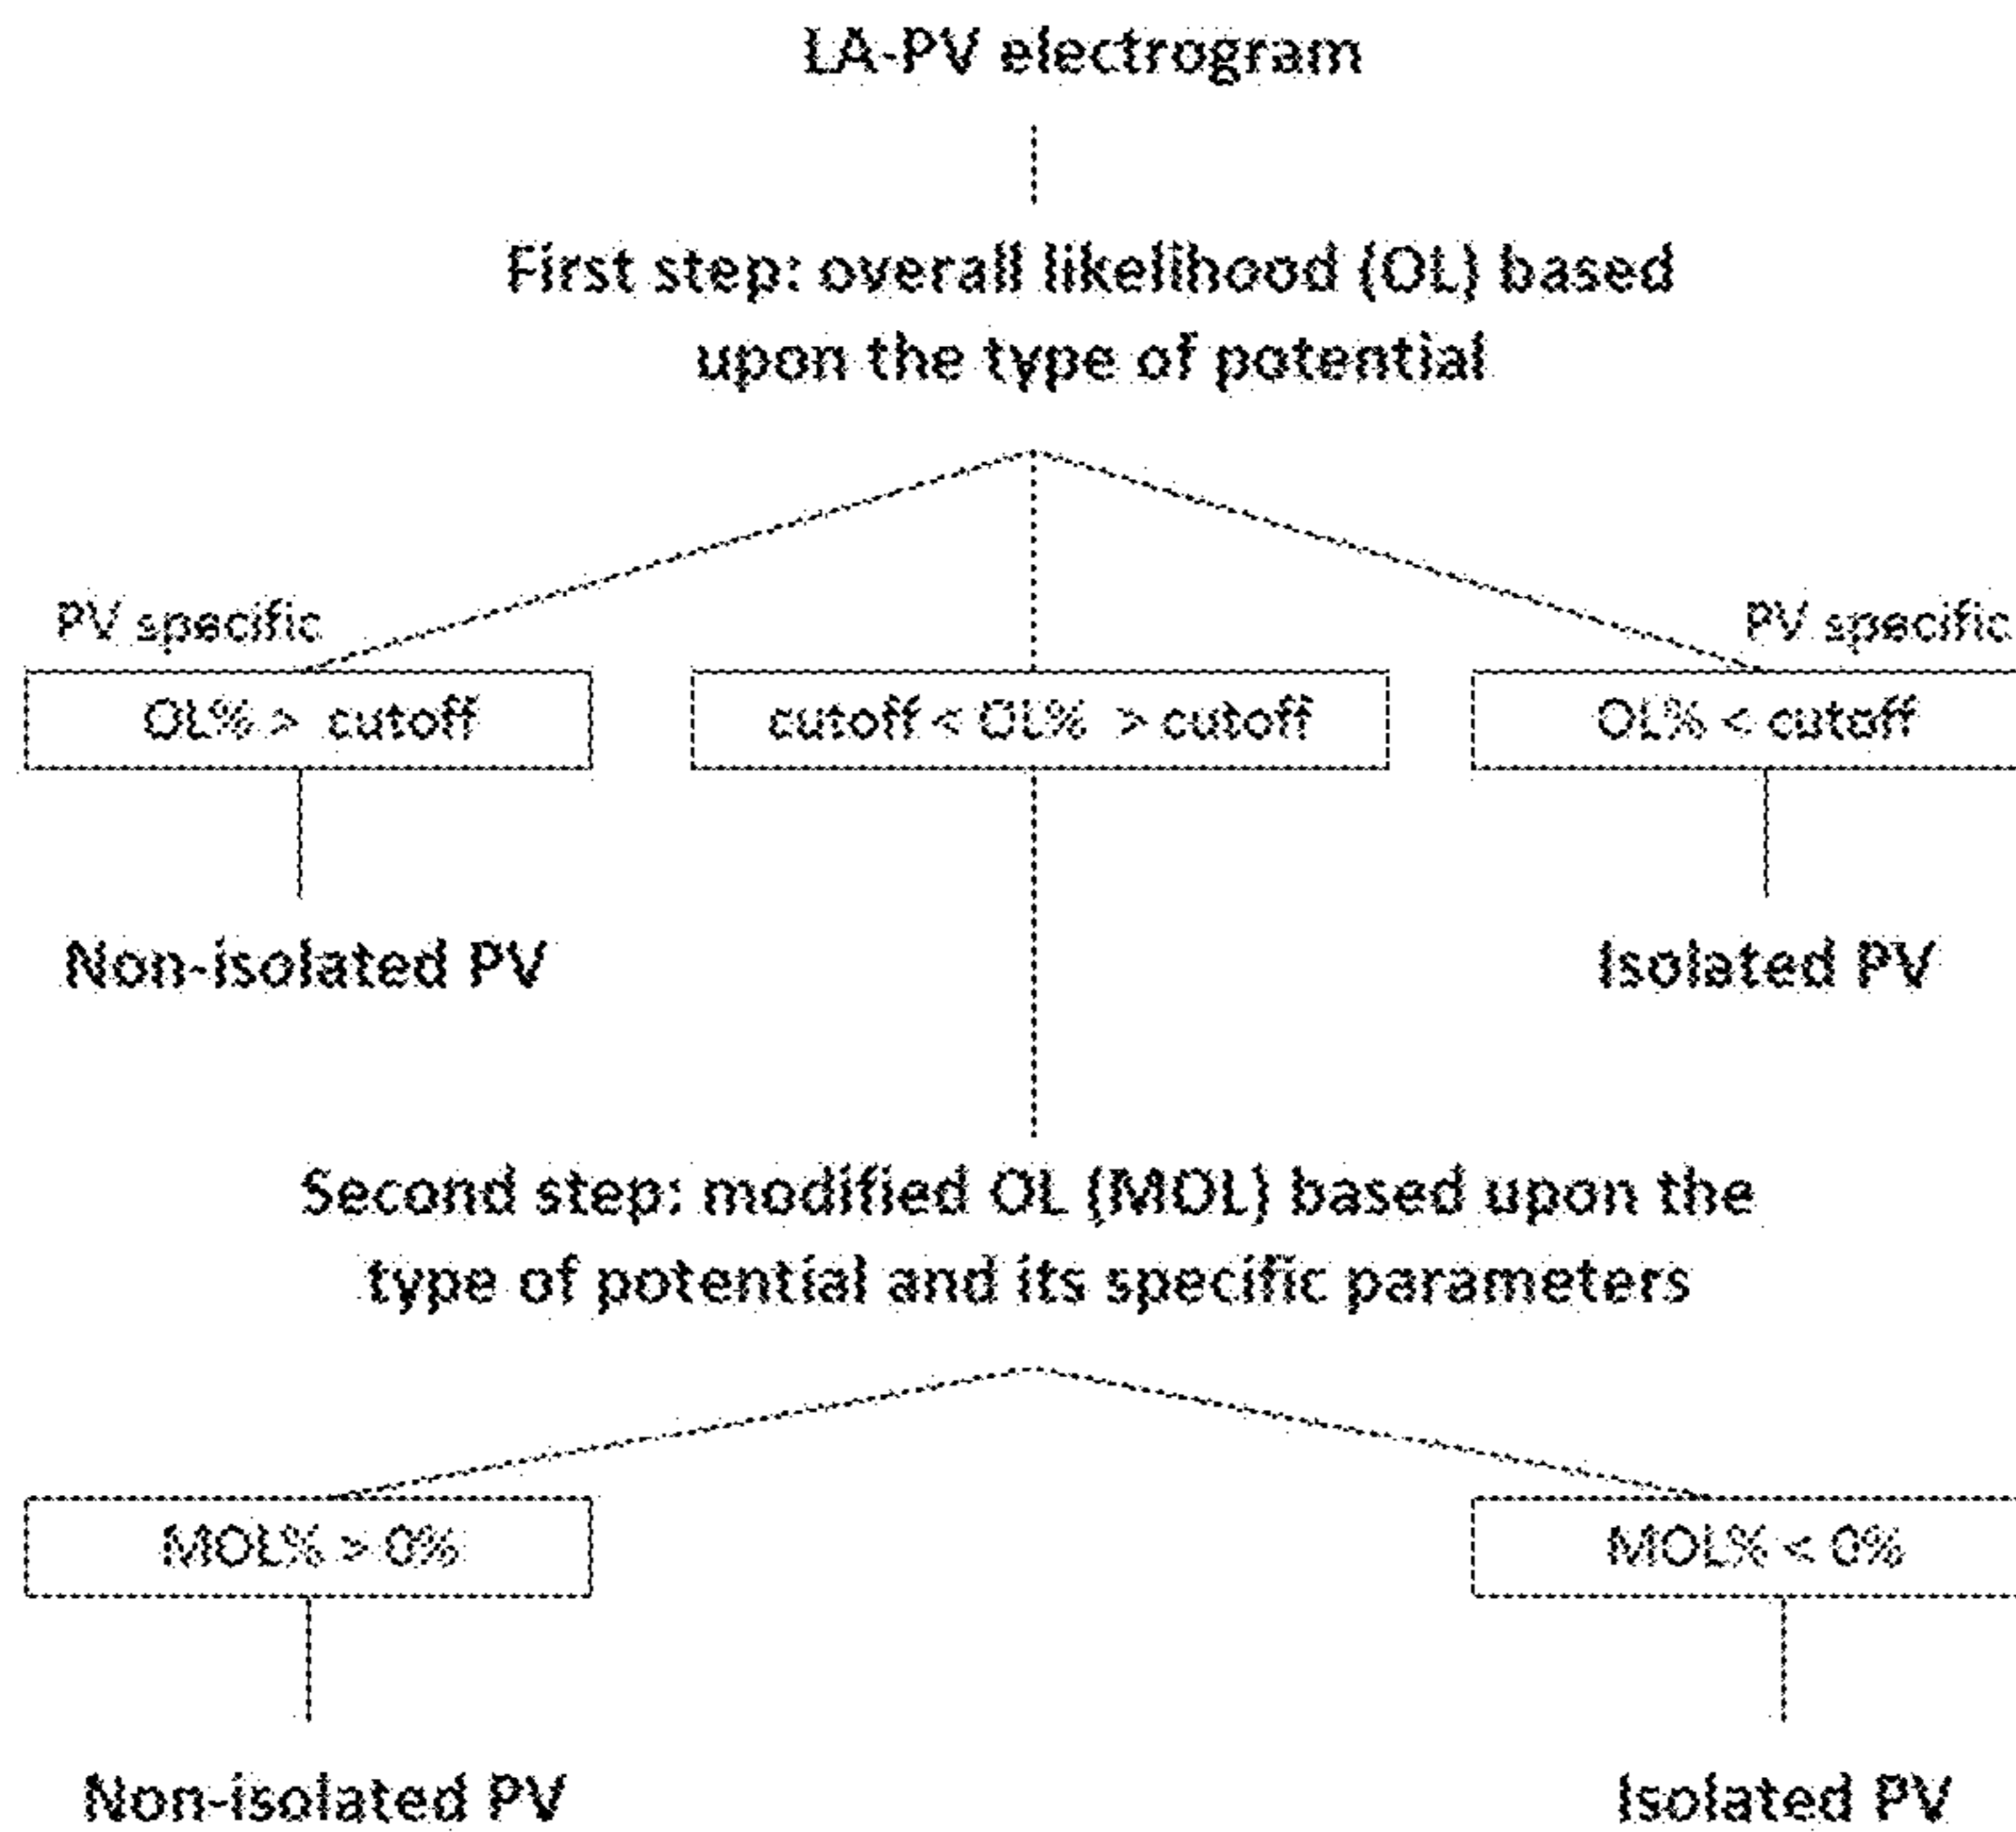 LA-PV electrogram
First step: overall likelihood (OL) based
upon the type of potential
PV specific
PV specific
OL% > cutoff
cutoff < OL% > cutoff
OL% < cutoff
Non-isolated PV
Isolated PV
Second step: modified OL (MOL) based upon the
type of potential and its specific parameters
MOL% > 0%
MOL% < 0%
Non-isolated PV
Isolated PV